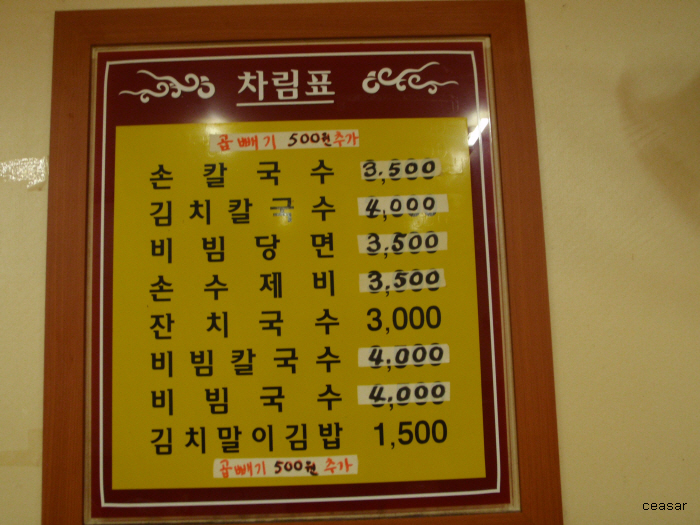 차림표
곱빼기 500원 추가
손칼국수 3,500
김치칼국수 4,000
비빔당면 3,500
손수제비 3,500
잔치국수 3,000
비빔칼국수 4,000
비빔국수 4,000
김치말이김밥 1,500
곱빼기 500원 추가
ceasar